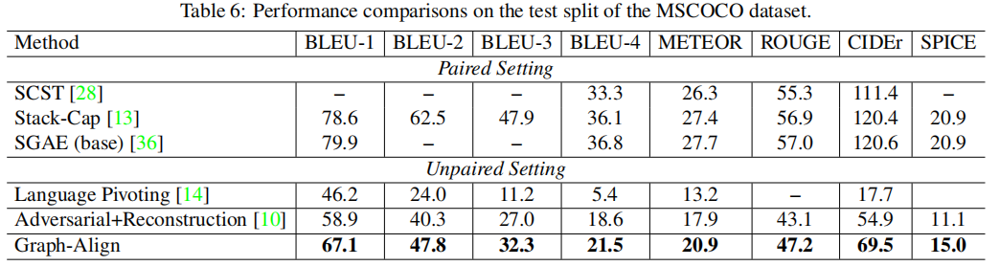 Table 6: Performance comparisons on the test split of the MSCOCO dataset.
Method BLEU-1 BLEU-2 BLEU-3 BLEU-4 METEOR ROUGE CIDEr SPICE
Paired Setting
SCST [28] – – – 33.3 26.3 55.3 111.4 –
Stack-Cap [13] 78.6 62.5 47.9 36.1 27.4 56.9 120.4 20.9
SGAE (base) [36] 79.9 – – 36.8 27.7 57.0 120.6 20.9
Unpaired Setting
Language Pivoting [14] 46.2 24.0 11.2 5.4 13.2 – 17.7
Adversarial+Reconstruction [10] 58.9 40.3 27.0 18.6 17.9 43.1 54.9 11.1
Graph-Align 67.1 47.8 32.3 21.5 20.9 47.2 69.5 15.0